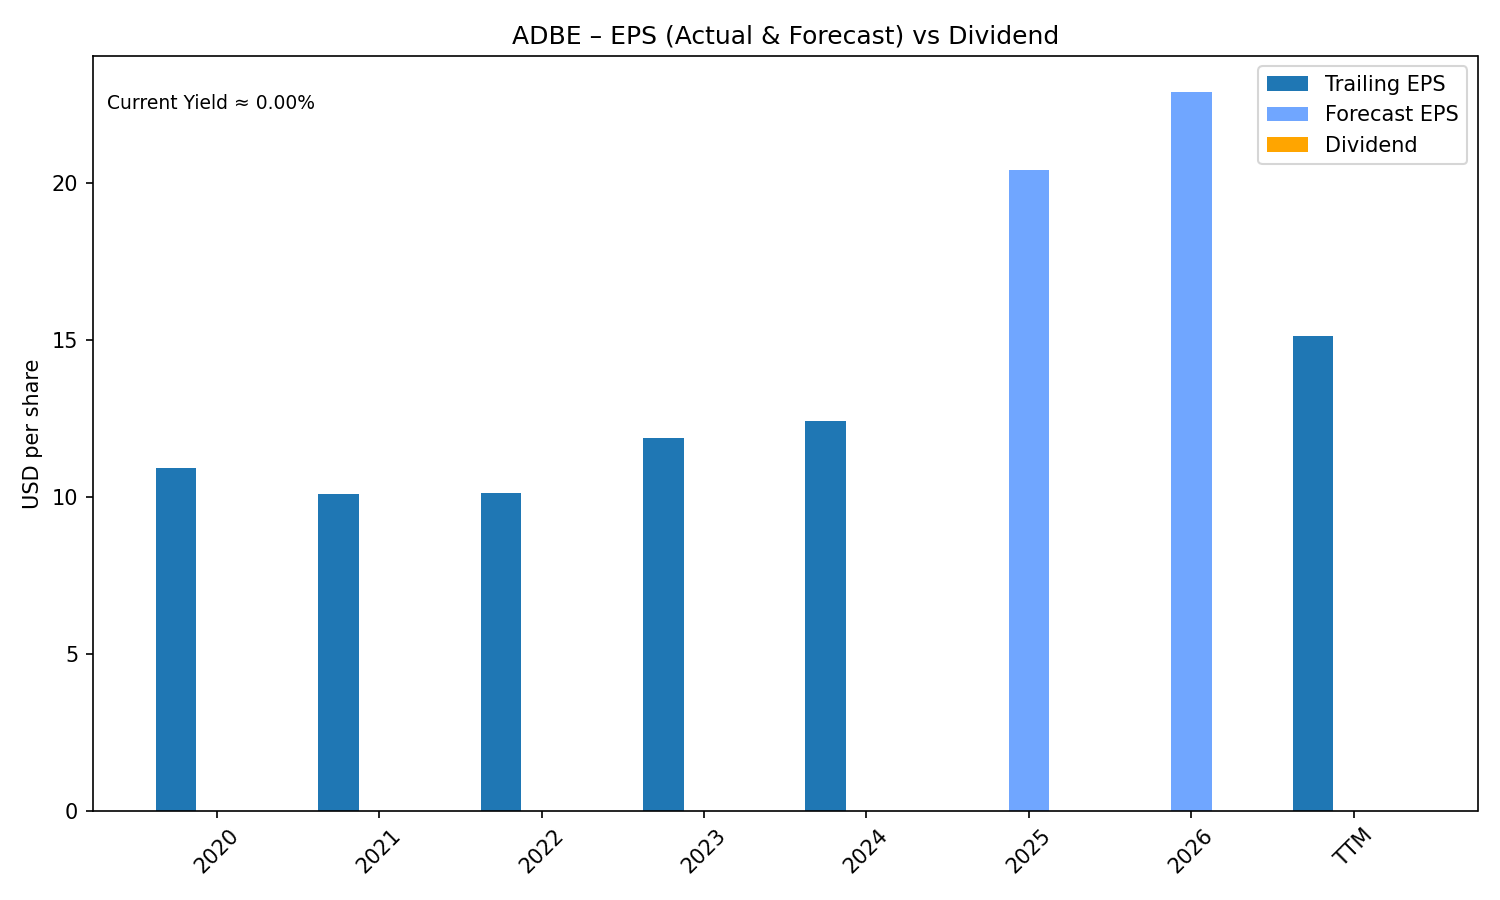 ADBE – EPS (Actual & Forecast) vs Dividend
Current Yield ≈ 0.00%
Trailing EPS
Forecast EPS
Dividend
USD per share
20
15
10
5
0
2020
2021
2022
2023
2024
2025
2026
TTM